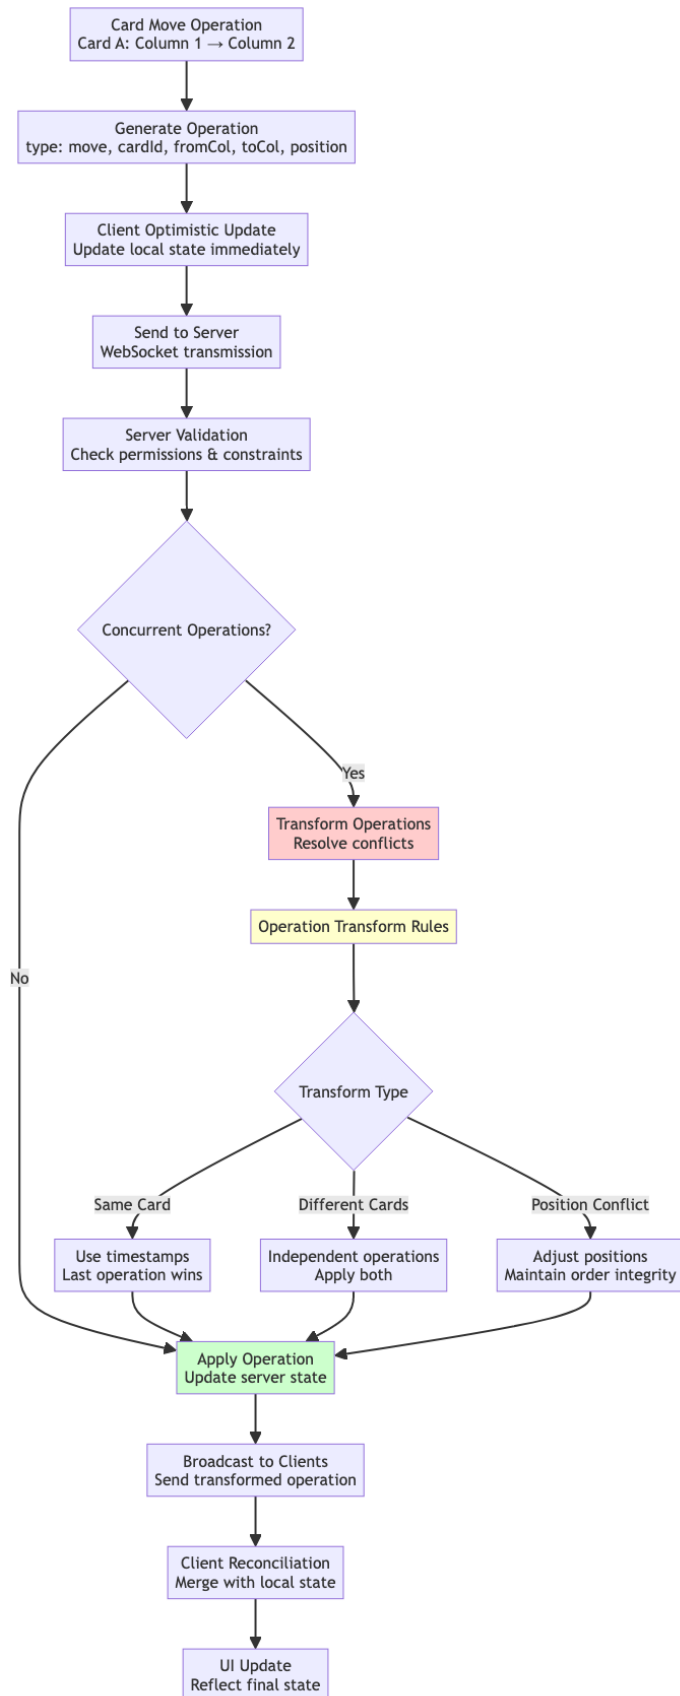 Card Move Operation
Card A: Column 1 → Column 2
Generate Operation
type: move, cardId, fromCol, toCol, position
Client Optimistic Update
Update local state immediately
Send to Server
WebSocket transmission
Server Validation
Check permissions & constraints
Concurrent Operations?
Yes
Transform Operations
Resolve conflicts
Operation Transform Rules
No
Transform Type
Same Card
Different Cards
Position Conflict
Use timestamps
Last operation wins
Independent operations
Apply both
Adjust positions
Maintain order integrity
Apply Operation
Update server state
Broadcast to Clients
Send transformed operation
Client Reconciliation
Merge with local state
UI Update
Reflect final state